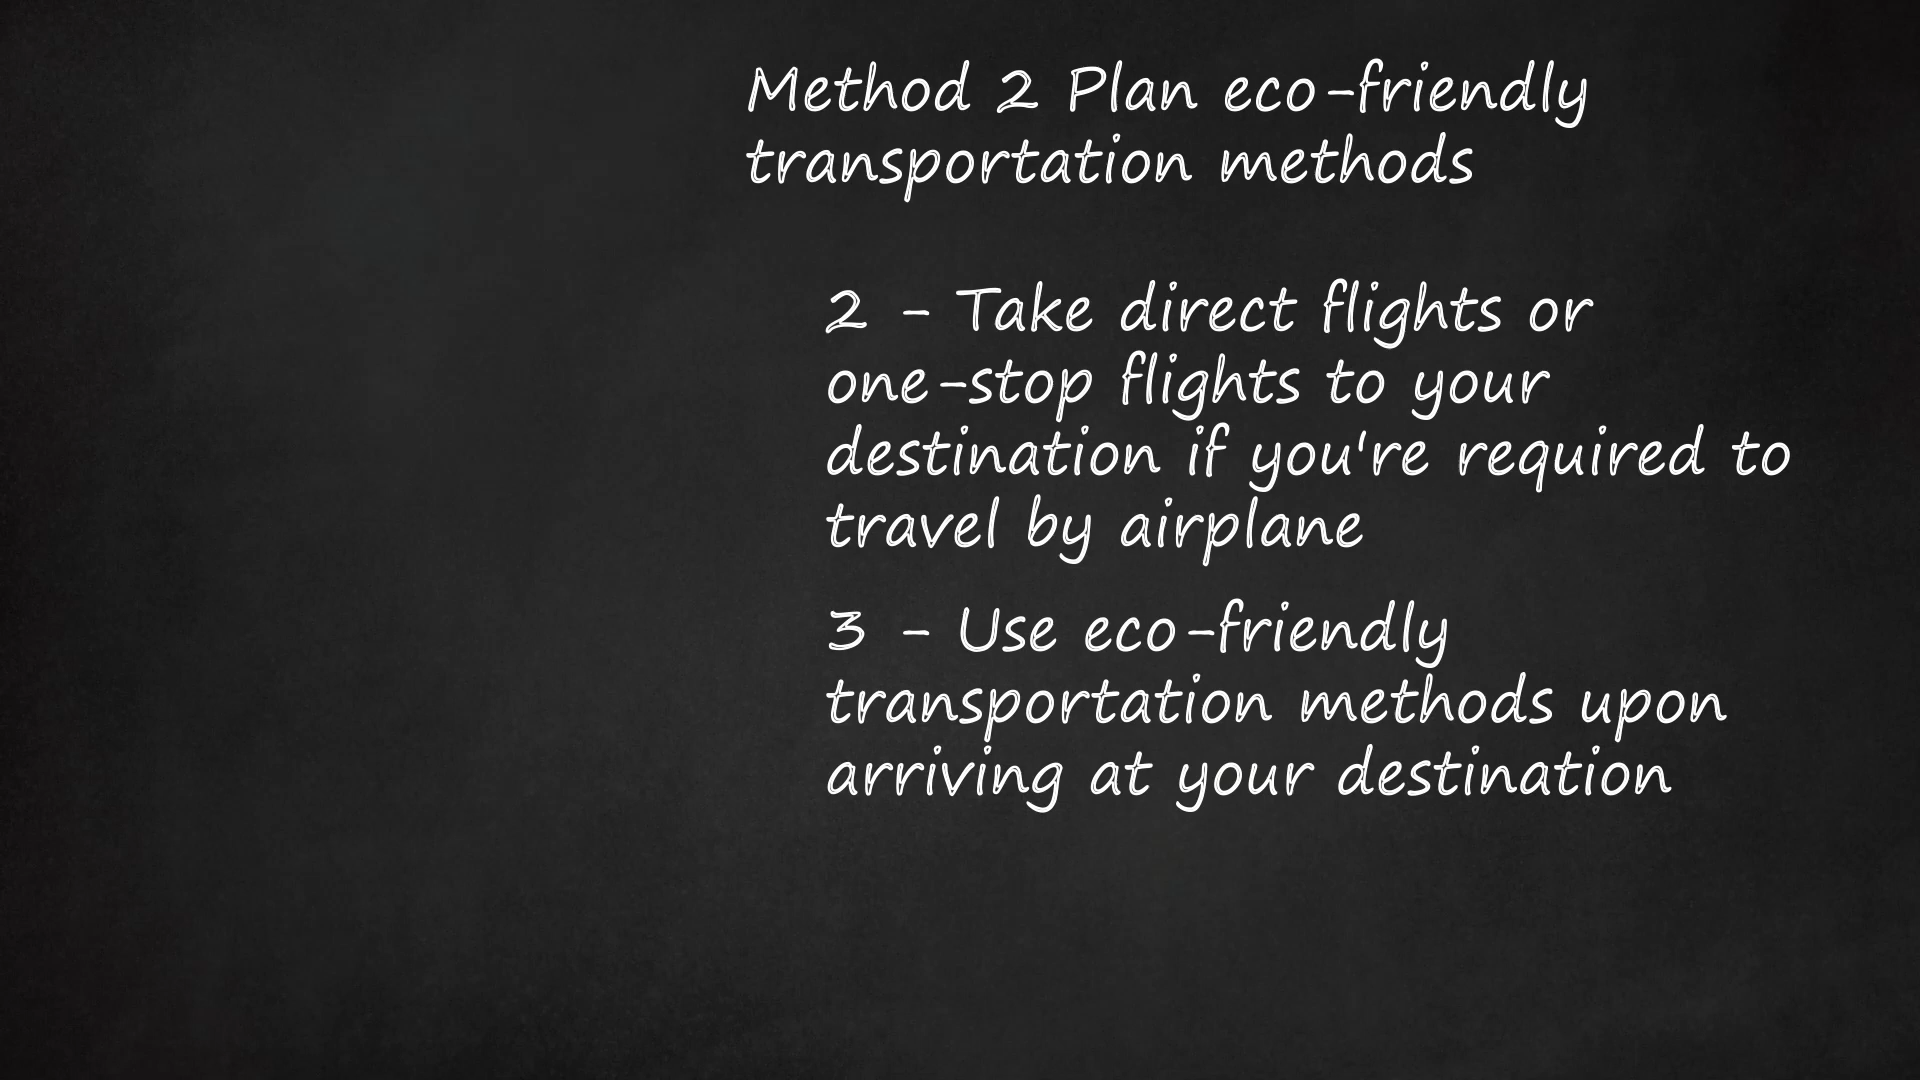 Method 2 Plan eco-friendly
transportation methods
2 - Take direct flights or
one-stop flights to your
destination if you're required to
travel by airplane
3 - Use eco-friendly
transportation methods upon
arriving at your destination